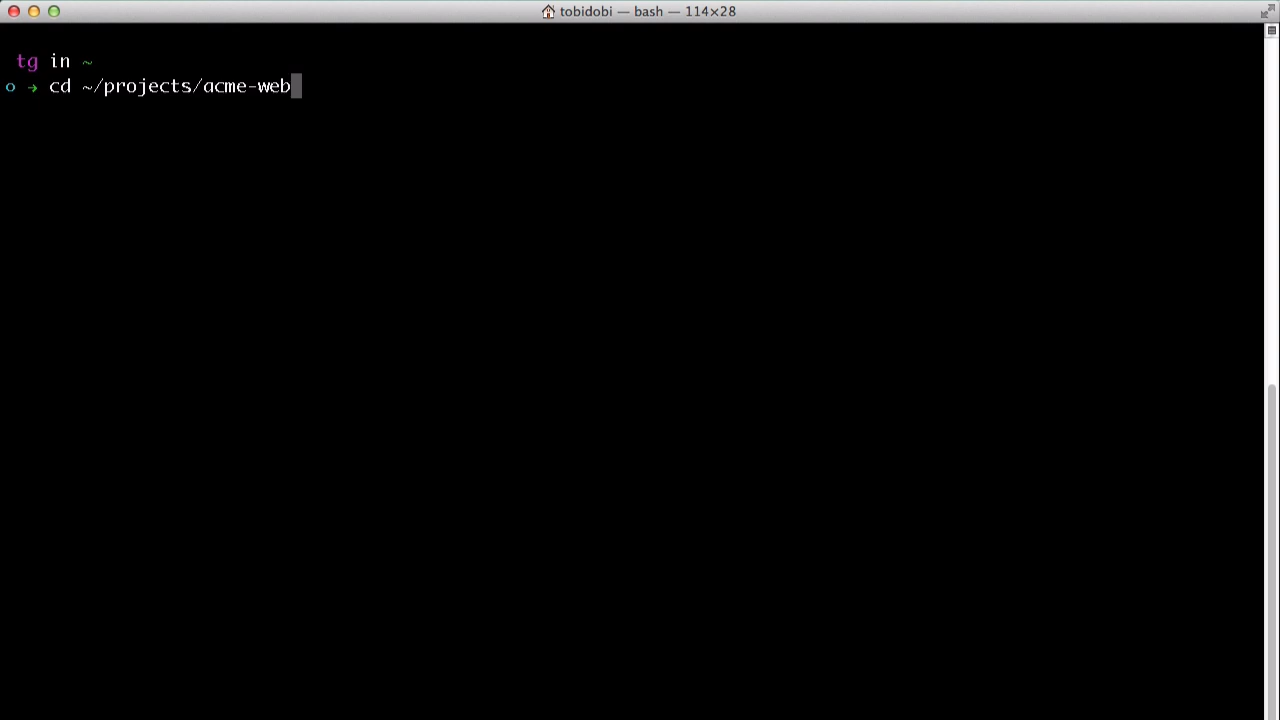 tobidobi — bash — 114×28
tg in ~
○ → cd ~/projects/acme-web